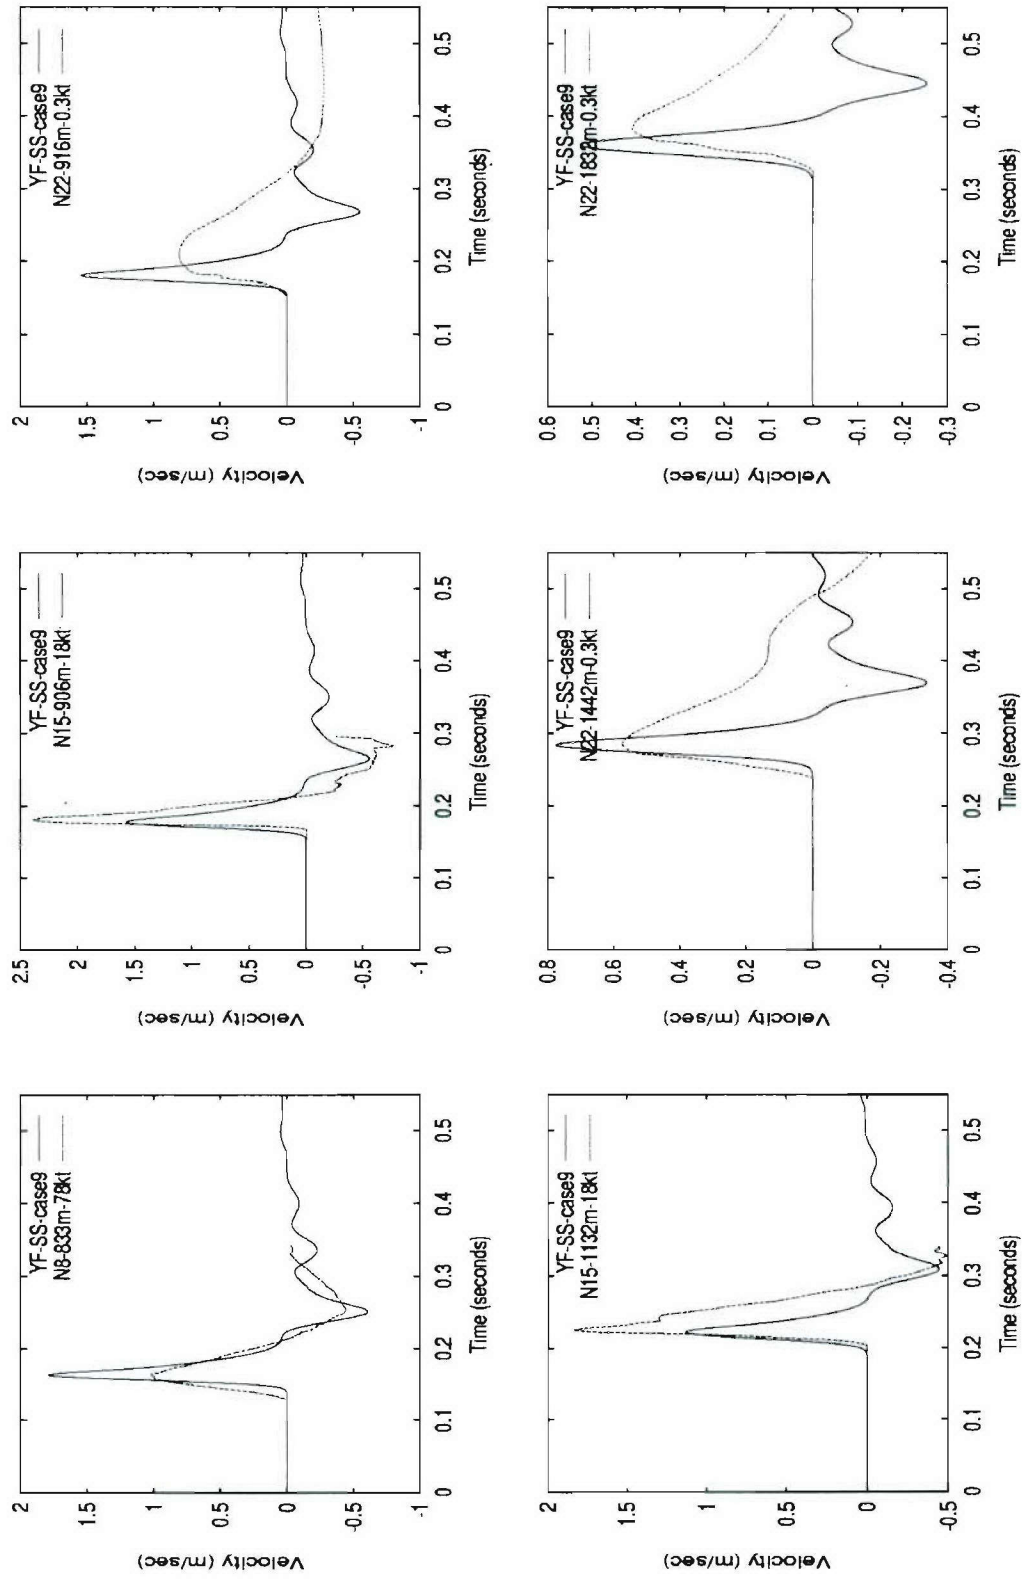 Velocity (m/sec)
2
1.5
1
0.5
0
-0.5
-1
YF-SS-case9
N8-833m-78kt
0 0.1 0.2 0.3 0.4 0.5
Time (seconds)
Velocity (m/sec)
2.5
2
1.5
1
0.5
0
-0.5
-1
YF-SS-case9
N15-906m-18kt
0 0.1 0.2 0.3 0.4 0.5
Time (seconds)
Velocity (m/sec)
2
1.5
1
0.5
0
-0.5
-1
YF-SS-case9
N22-916m-0.3kt
0 0.1 0.2 0.3 0.4 0.5
Time (seconds)
Velocity (m/sec)
2
1.5
1
0.5
0
-0.5
YF-SS-case9
N15-1132m-18kt
0 0.1 0.2 0.3 0.4 0.5
Time (seconds)
Velocity (m/sec)
0.8
0.6
0.4
0.2
0
-0.2
-0.4
YF-SS-case9
N22-1442m-0.3kt
0 0.1 0.2 0.3 0.4 0.5
Time (seconds)
Velocity (m/sec)
0.6
0.5
0.4
0.3
0.2
0.1
0
-0.1
-0.2
-0.3
YF-SS-case9
N22-1832m-0.3kt
0 0.1 0.2 0.3 0.4 0.5
Time (seconds)